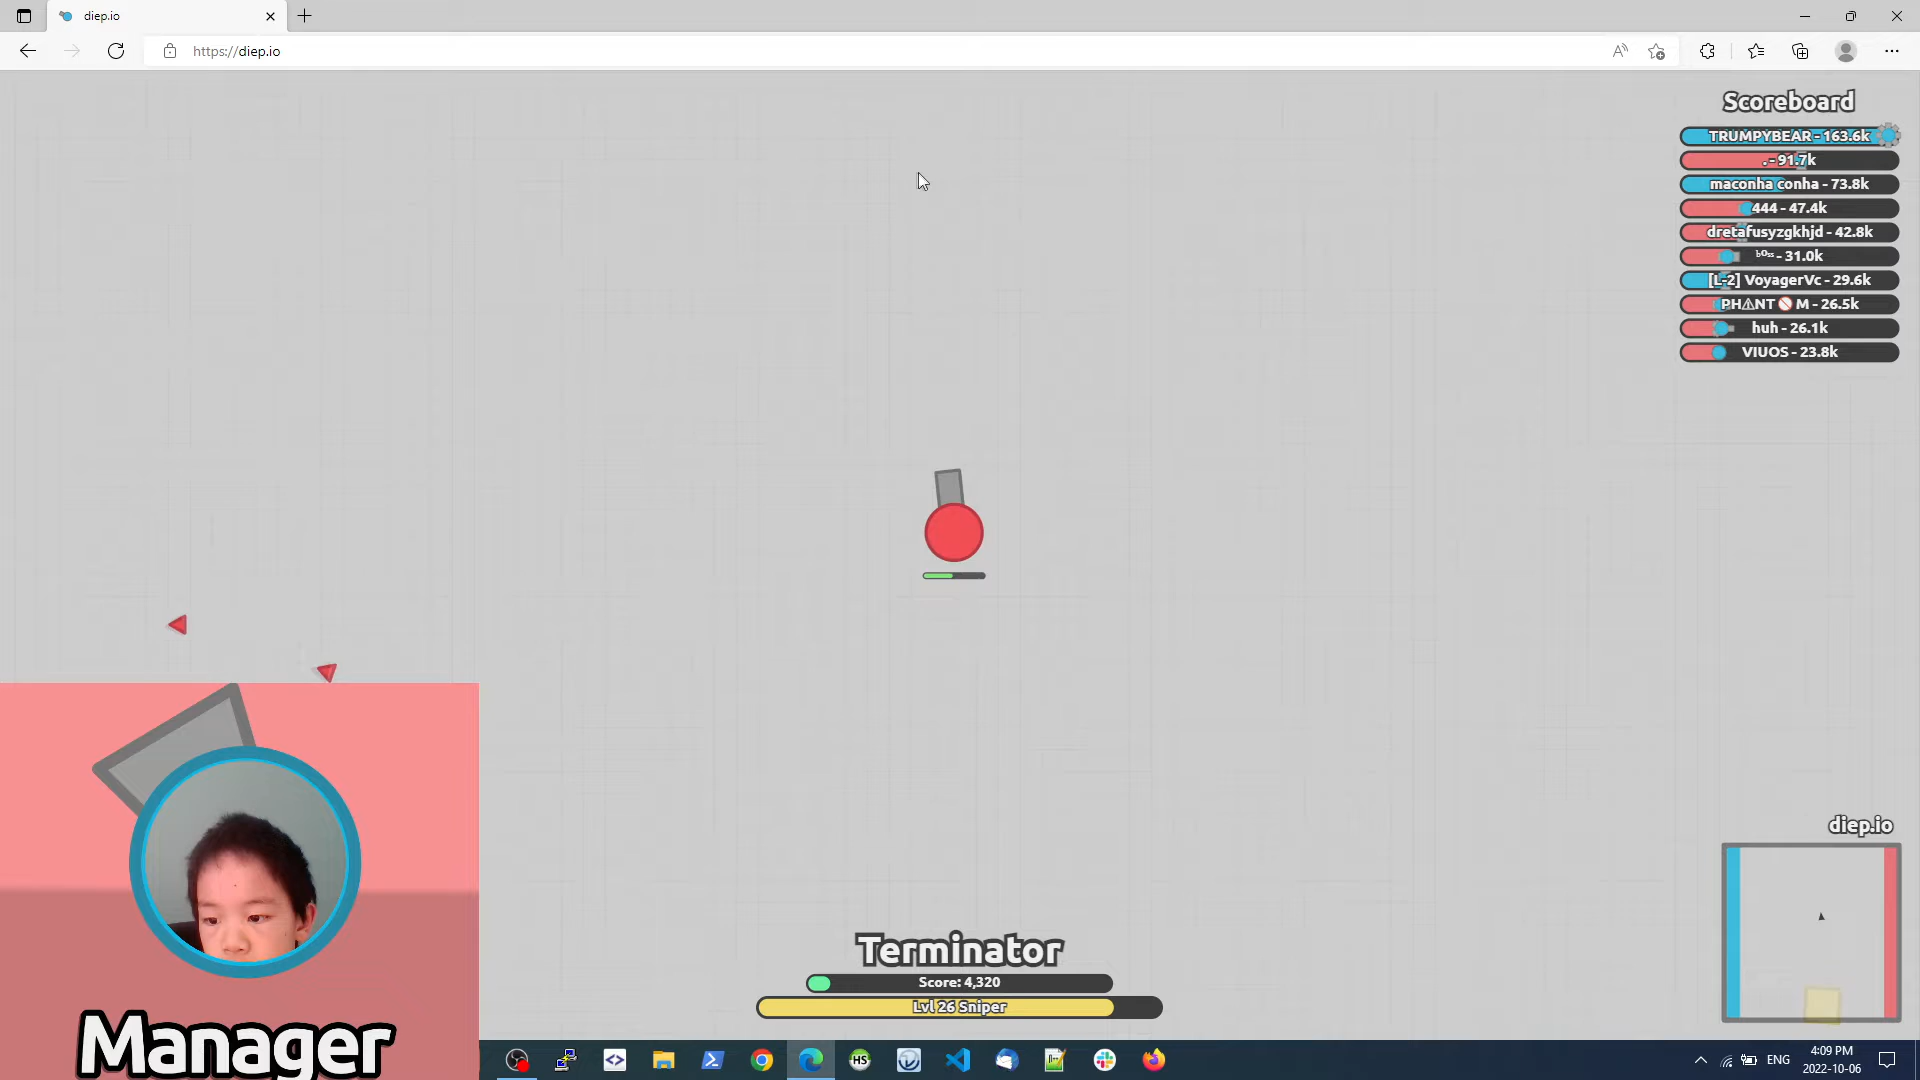 diep.io
https://diep.io
Scoreboard
TRUMPYBEAR - 163.6k
. - 91.7k
maconha conha - 73.8k
444 - 47.4k
dretafusyzgkhjd - 42.8k
ᵇᴼˢˢ - 31.0k
[L-2] VoyagerVc - 29.6k
PH⚠NT🚫M - 26.5k
huh - 26.1k
VIUOS - 23.8k
diep.io
Terminator
Score: 4,320
Lvl 26 Sniper
Manager
HS
ENG
4:09 PM
2022-10-06